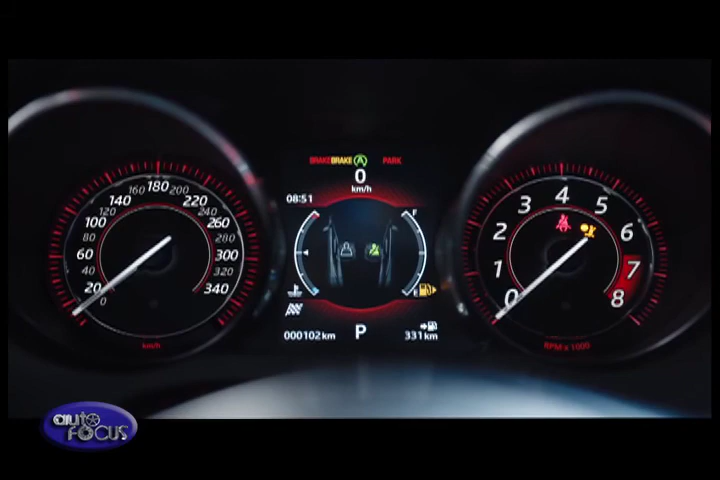 BRAKE BRAKE A PARK
0
km/h
08:51
F
E
000102 km P 331 km
0 20 40 60 80 100 120 140 160 180 200 220 240 260 280 300 320 340
km/h
0 1 2 3 4 5 6 7 8
RPM x 1000
auto
FOCUS